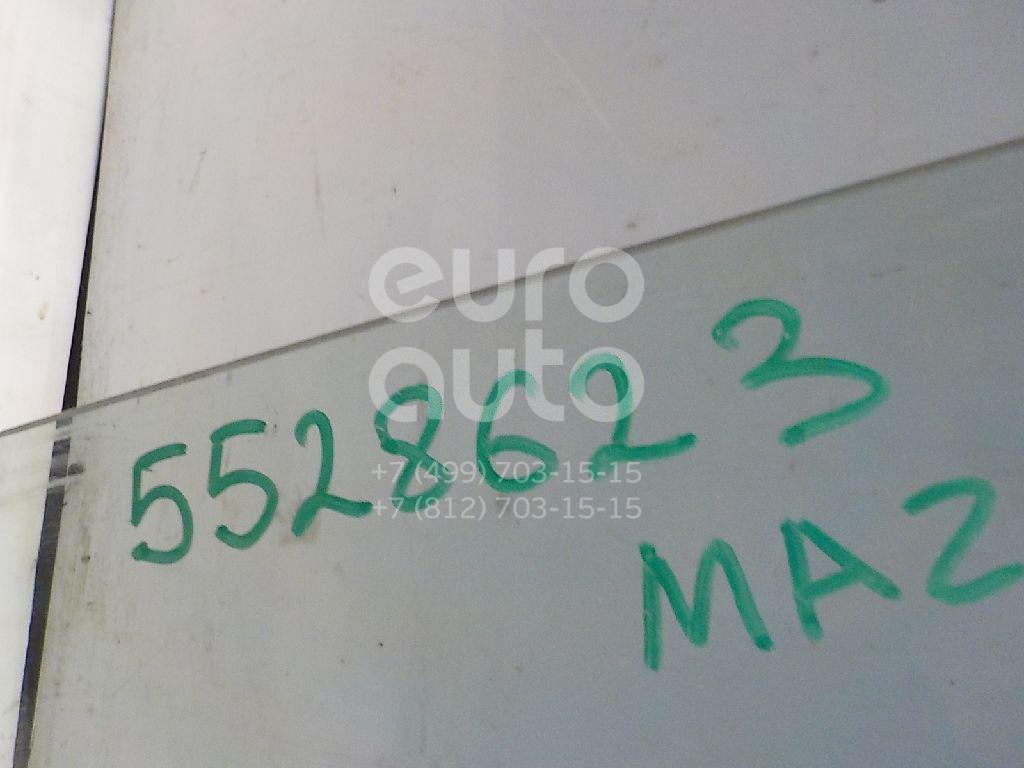 euro
auto
5528623
+7 (499) 703-15-15
+7 (812) 703-15-15
MAZ